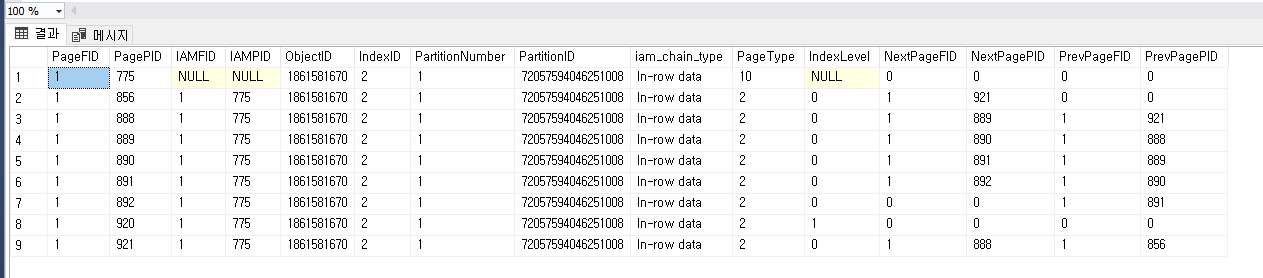 100 %
결과 메시지
PageFID PagePID IAMFID IAMPID ObjectID IndexID PartitionNumber PartitionID iam_chain_type PageType IndexLevel NextPageFID NextPagePID PrevPageFID PrevPagePID
1 1 775 NULL NULL 1861581670 2 1 72057594046251008 In-row data 10 NULL 0 0 0 0
2 1 856 1 775 1861581670 2 1 72057594046251008 In-row data 2 0 1 921 0 0
3 1 888 1 775 1861581670 2 1 72057594046251008 In-row data 2 0 1 889 1 921
4 1 889 1 775 1861581670 2 1 72057594046251008 In-row data 2 0 1 890 1 888
5 1 890 1 775 1861581670 2 1 72057594046251008 In-row data 2 0 1 891 1 889
6 1 891 1 775 1861581670 2 1 72057594046251008 In-row data 2 0 1 892 1 890
7 1 892 1 775 1861581670 2 1 72057594046251008 In-row data 2 0 0 0 1 891
8 1 920 1 775 1861581670 2 1 72057594046251008 In-row data 2 1 0 0 0 0
9 1 921 1 775 1861581670 2 1 72057594046251008 In-row data 2 0 1 888 1 856